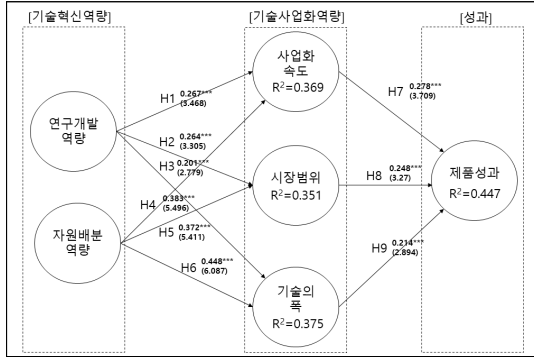 [기술혁신역량]
[기술사업화역량]
[성과]
연구개발
역량
자원배분
역량
H1 0.267***
(3.468)
H2 0.264***
(3.305)
H3 0.201***
(2.779)
H4 0.383***
(5.496)
H5 0.372***
(5.411)
H6 0.448***
(6.087)
사업화
속도
R²=0.369
시장범위
R²=0.351
기술의
폭
R²=0.375
H7 0.278***
(3.709)
H8 0.248***
(3.27)
H9 0.214***
(2.894)
제품성과
R²=0.447